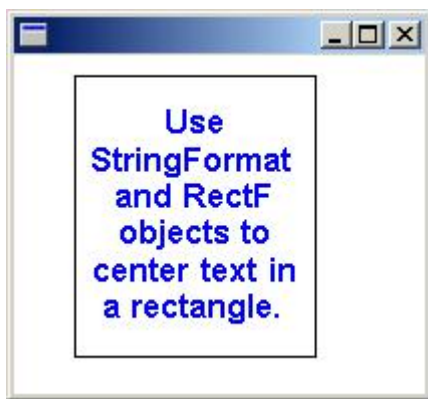 Use
StringFormat
and RectF
objects to
center text in
a rectangle.